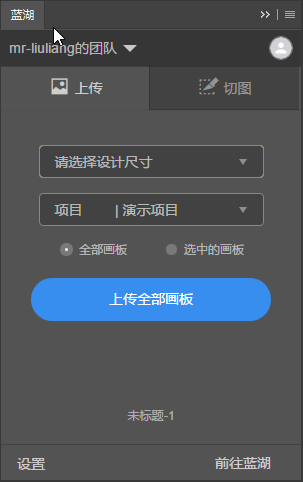 蓝湖
mr-liuliang的团队
上传 切图
请选择设计尺寸
项目 | 演示项目
全部画板 选中的画板
上传全部画板
未标题-1
设置 前往蓝湖